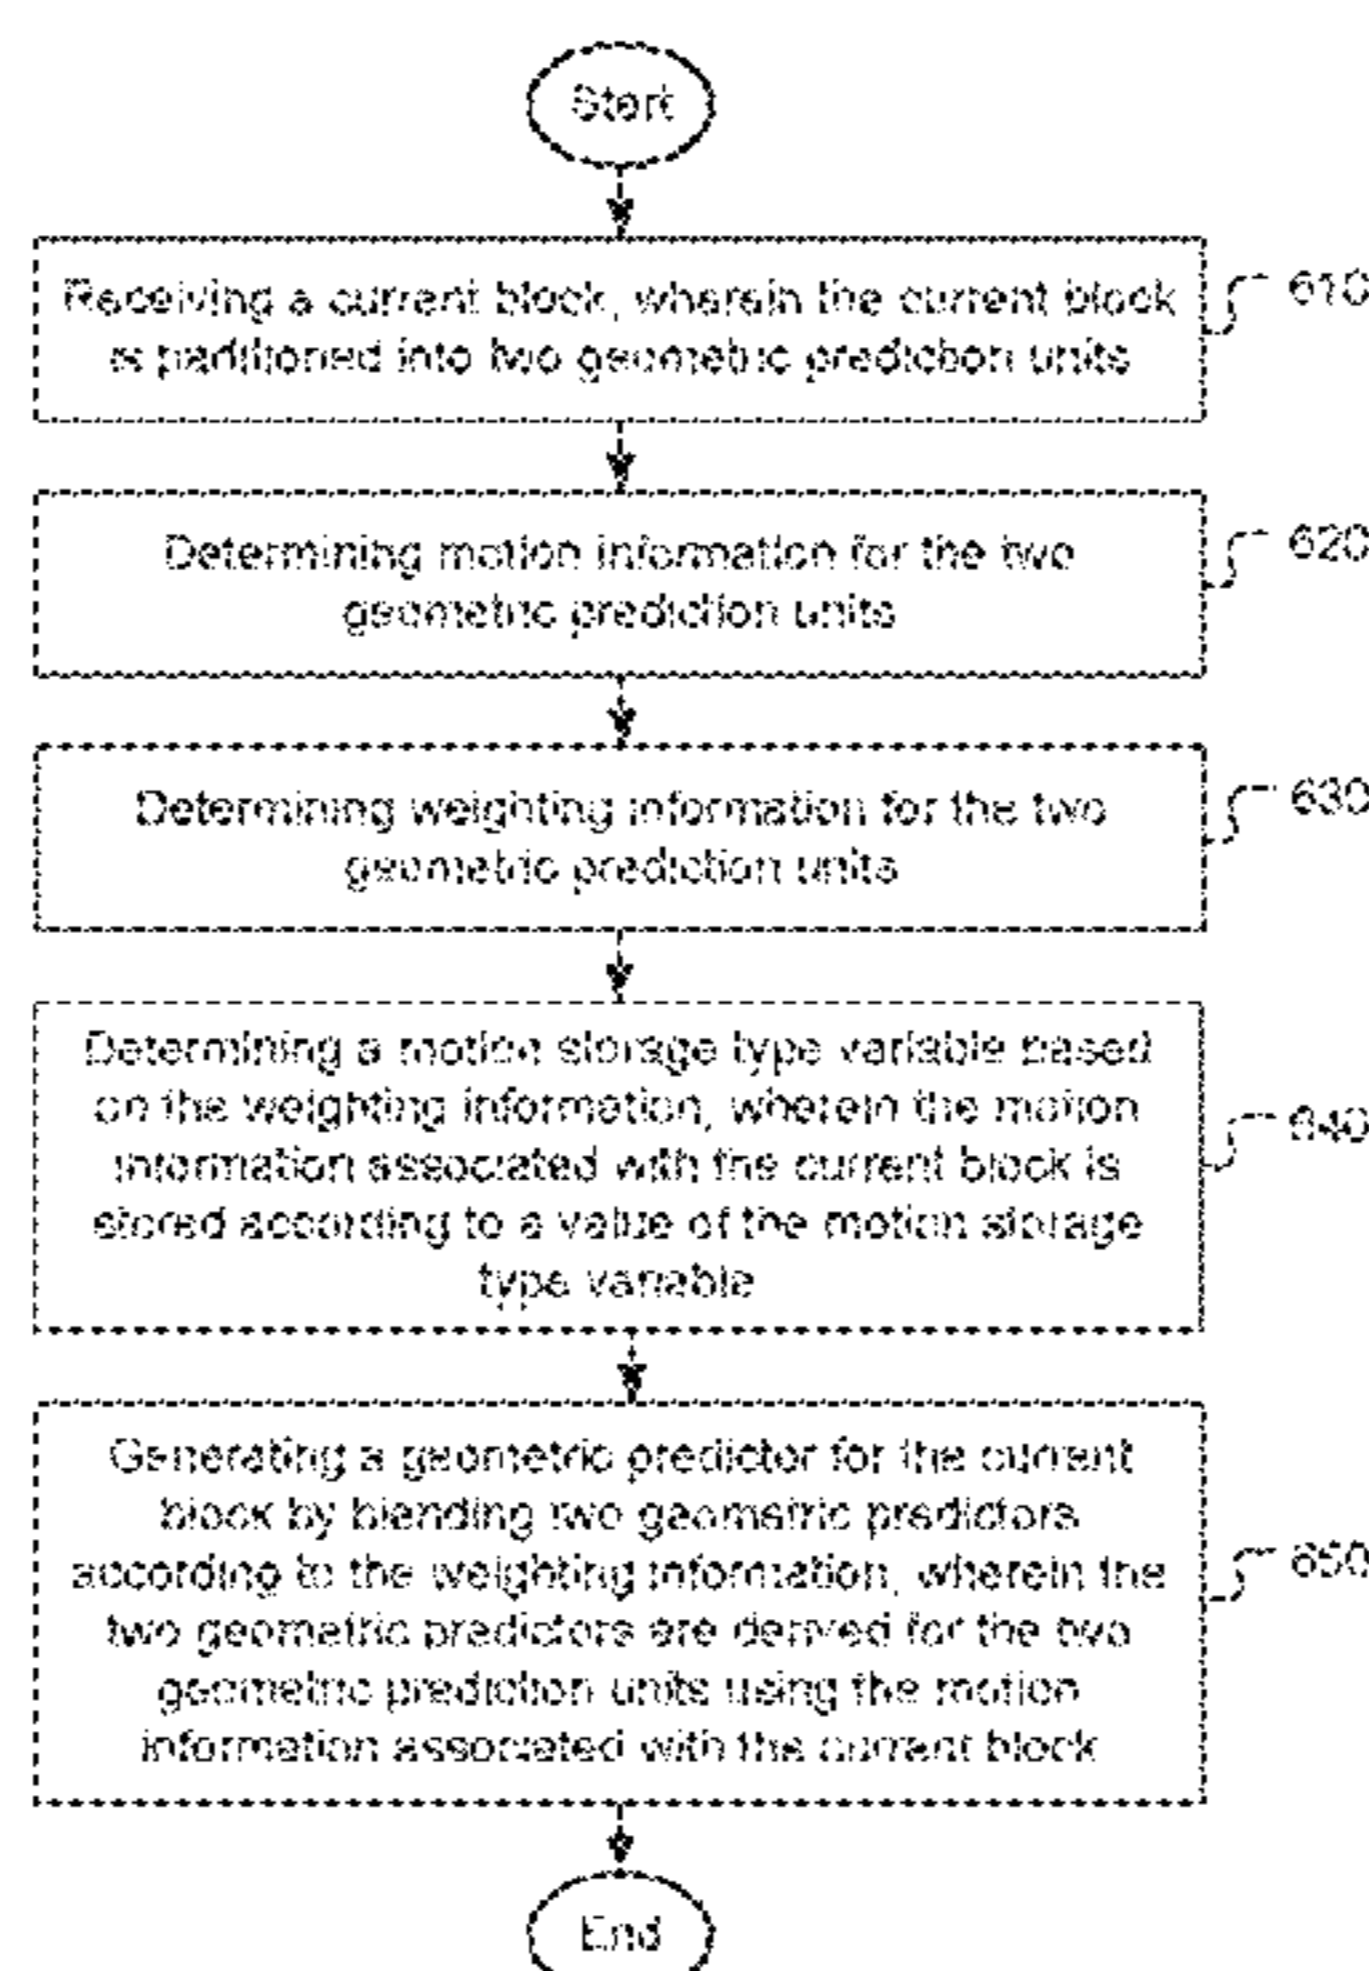 Start
Receiving a current block, wherein the current block
is partitioned into two geometric prediction units
610
Determining motion information for the two
geometric prediction units
620
Determining weighting information for the two
geometric prediction units
630
Determining a motion storage type variable based
on the weighting information, wherein the motion
information associated with the current block is
stored according to a value of the motion storage
type variable
640
Generating a geometric predictor for the current
block by blending two geometric predictors
according to the weighting information, wherein the
two geometric predictors are derived for the two
geometric prediction units using the motion
information associated with the current block
650
End